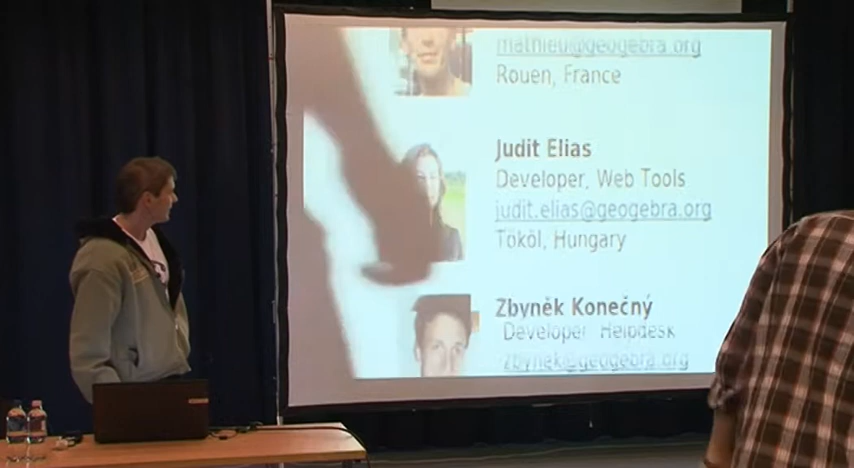 mathieu@geogebra.org
Rouen, France
Judit Elias
Developer, Web Tools
judit.elias@geogebra.org
Tököl, Hungary
Zbyněk Konečný
Developer Helpdesk
zbynek@geogebra.org